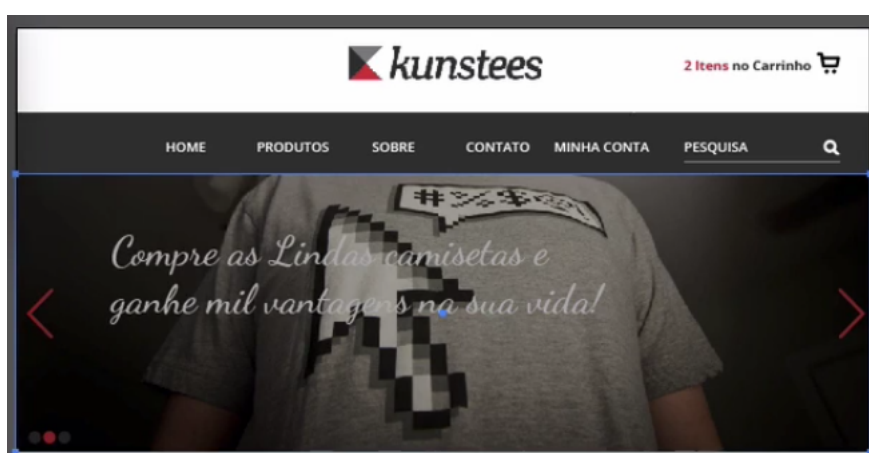 kunstees
2 Itens no Carrinho
HOME PRODUTOS SOBRE CONTATO MINHA CONTA PESQUISA
#%$@!
Compre as Lindas camisetas e
ganhe mil vantagens na sua vida!